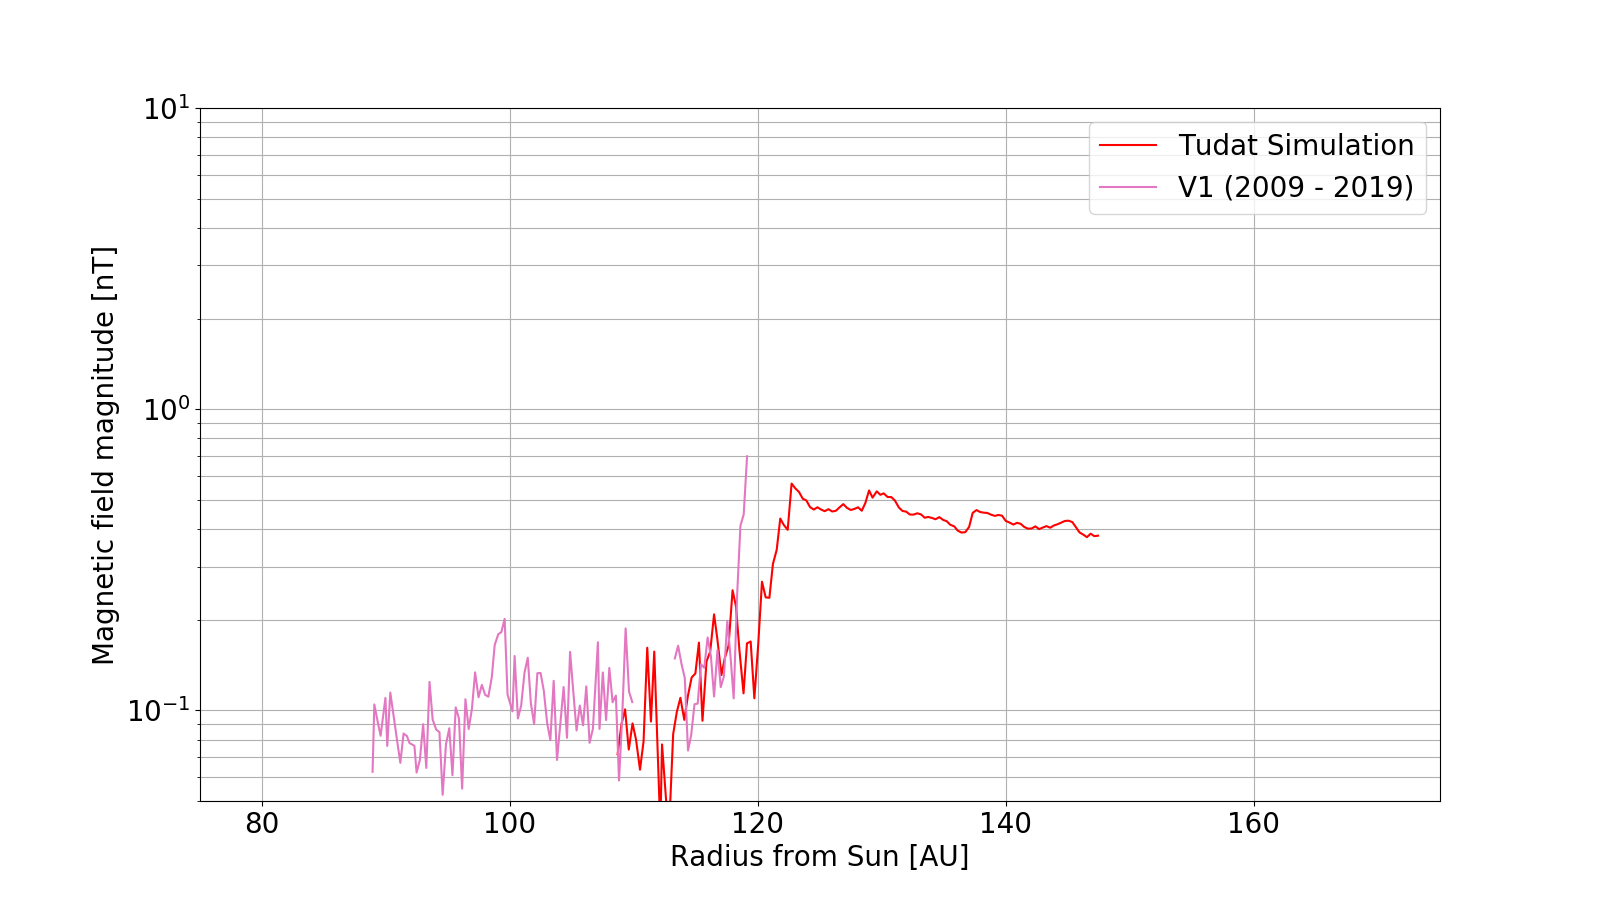 10¹
Tudat Simulation
V1 (2009 - 2019)
Magnetic field magnitude [nT]
10⁰
10⁻¹
80 100 120 140 160
Radius from Sun [AU]